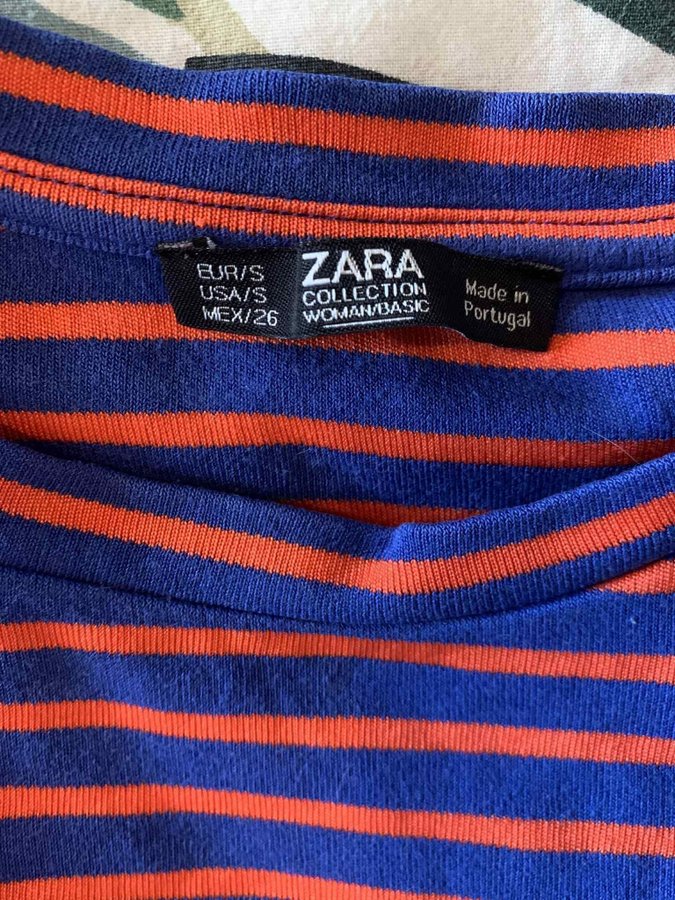 EUR/S
USA/S
MEX/26
ZARA
COLLECTION
WOMAN/BASIC
Made in
Portugal